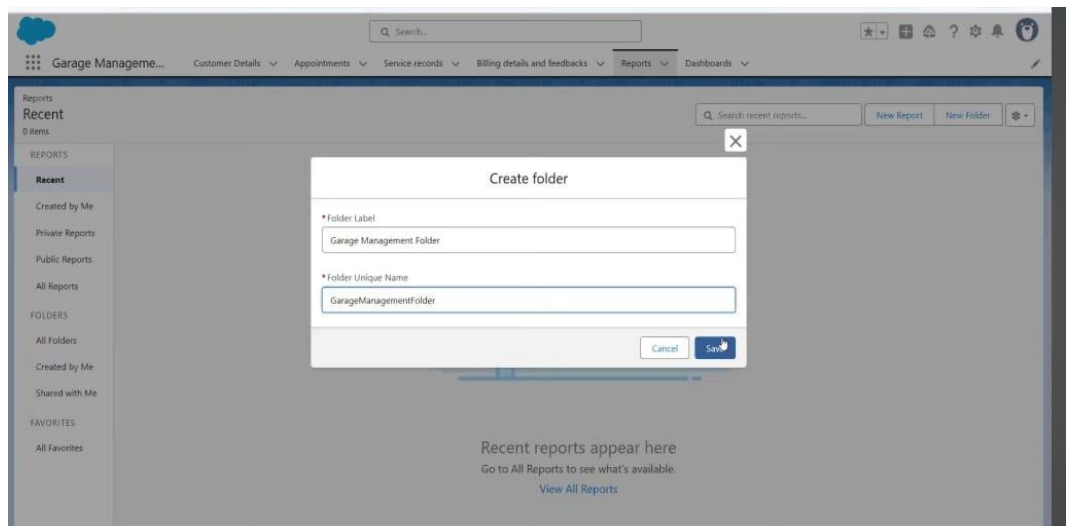 Search...
Garage Manageme... Customer Details Appointments Service records Billing details and feedbacks Reports Dashboards
Reports
Recent
0 items
Search recent reports... New Report New Folder
REPORTS
Recent
Created by Me
Private Reports
Public Reports
All Reports
FOLDERS
All Folders
Created by Me
Shared with Me
FAVORITES
All Favorites
Create folder
*Folder Label
Garage Management Folder
*Folder Unique Name
GarageManagementFolder
Cancel Save
Recent reports appear here
Go to All Reports to see what's available.
View All Reports